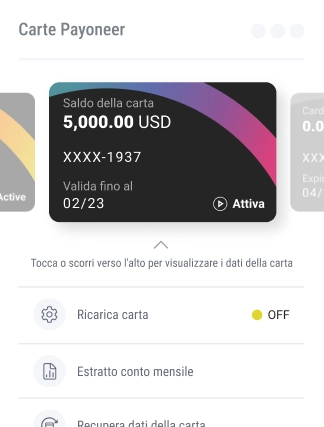 Carte Payoneer
Saldo della carta
5,000.00 USD
XXXX-1937
Valida fino al
02/23
Attiva
Active
Card
0.0
XXX
Expi
04/
Tocca o scorri verso l'alto per visualizzare i dati della carta
Ricarica carta
OFF
Estratto conto mensile
Recupera dati della carta